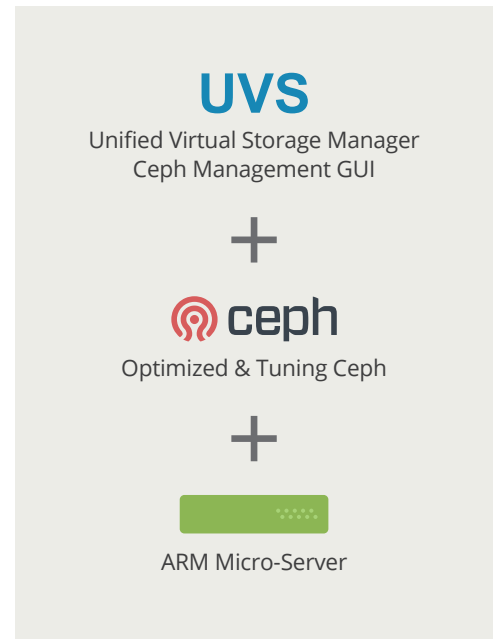 UVS
Unified Virtual Storage Manager
Ceph Management GUI
+
ceph
Optimized & Tuning Ceph
+
ARM Micro-Server